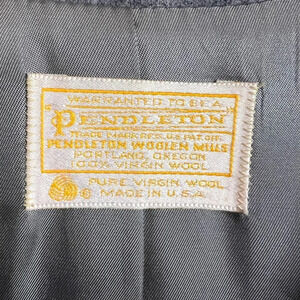 WARRANTED TO BE A
"PENDLETON"
TRADE MARK REG. U.S. PAT. OFF.
PENDLETON WOOLEN MILLS
PORTLAND, OREGON
100% VIRGIN WOOL
PURE VIRGIN WOOL
® MADE IN U.S.A.